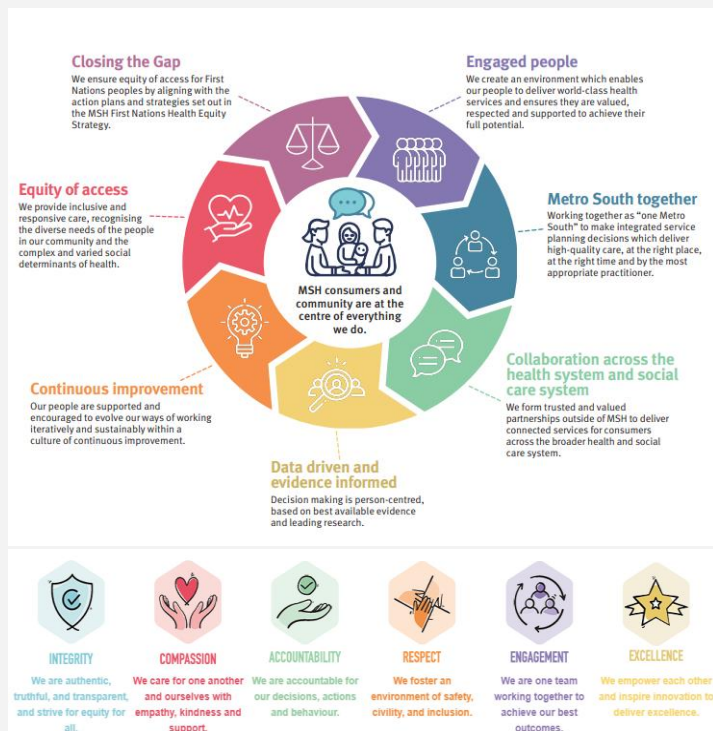 Closing the Gap
We ensure equity of access for First
Nations peoples by aligning with the
action plans and strategies set out in
the MSH First Nations Health Equity
Strategy.
Engaged people
We create an environment which enables
our people to deliver world-class health
services and ensures they are valued,
respected and supported to achieve their
full potential.
Equity of access
We provide inclusive and
responsive care, recognising
the diverse needs of the people
in our community and the
complex and varied social
determinants of health.
Metro South together
Working together as "one Metro
South" to make integrated service
planning decisions which deliver
high-quality care, at the right place,
at the right time and by the most
appropriate practitioner.
MSH consumers and
community are at the
centre of everything
we do.
Continuous improvement
Our people are supported and
encouraged to evolve our ways of working
iteratively and sustainably within a
culture of continuous improvement.
Collaboration across the
health system and social
care system
We form trusted and valued
partnerships outside of MSH to deliver
connected services for consumers
across the broader health and social
care system.
Data driven and
evidence informed
Decision making is person-centred,
based on best available evidence
and leading research.
INTEGRITY
We are authentic,
truthful, and transparent,
and strive for equity for
all.
COMPASSION
We care for one another
and ourselves with
empathy, kindness and
support.
ACCOUNTABILITY
We are accountable for
our decisions, actions
and behaviour.
RESPECT
We foster an
environment of safety,
civility, and inclusion.
ENGAGEMENT
We are one team
working together to
achieve our best
outcomes.
EXCELLENCE
We empower each other
and inspire innovation to
deliver excellence.